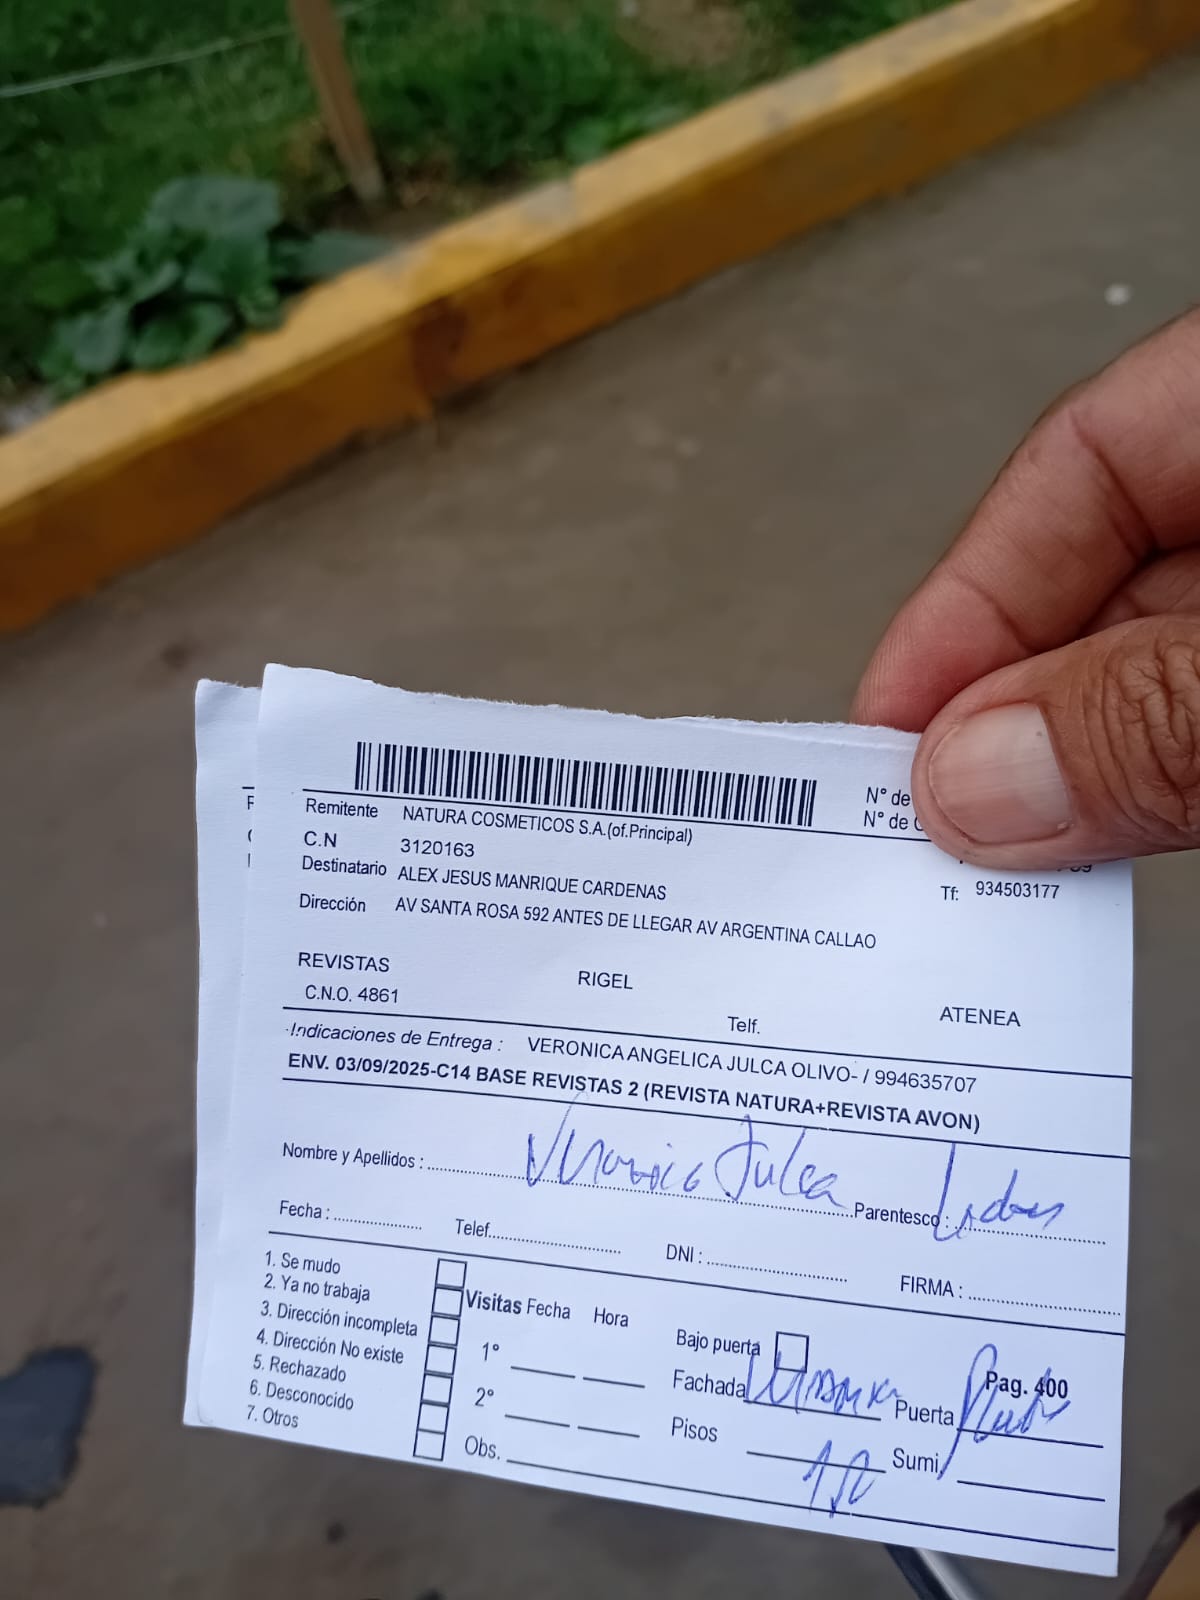 N° de
N° de C
Remitente NATURA COSMETICOS S.A.(of.Principal)
C.N 3120163
Destinatario ALEX JESUS MANRIQUE CARDENAS Tf: 934503177
Dirección AV SANTA ROSA 592 ANTES DE LLEGAR AV ARGENTINA CALLAO
REVISTAS RIGEL ATENEA
C.N.O. 4861 Telf.
Indicaciones de Entrega : VERONICA ANGELICA JULCA OLIVO- / 994635707
ENV. 03/09/2025-C14 BASE REVISTAS 2 (REVISTA NATURA+REVISTA AVON)
Nombre y Apellidos : Veronica Julca Parentesco :
Fecha : Telef. DNI : FIRMA :
1. Se mudo
2. Ya no trabaja
3. Dirección incompleta
4. Dirección No existe
5. Rechazado
6. Desconocido
7. Otros
Visitas Fecha Hora
1°
2°
Obs.
Bajo puerta
Pag. 400
Fachada Puerta
Pisos Sumi